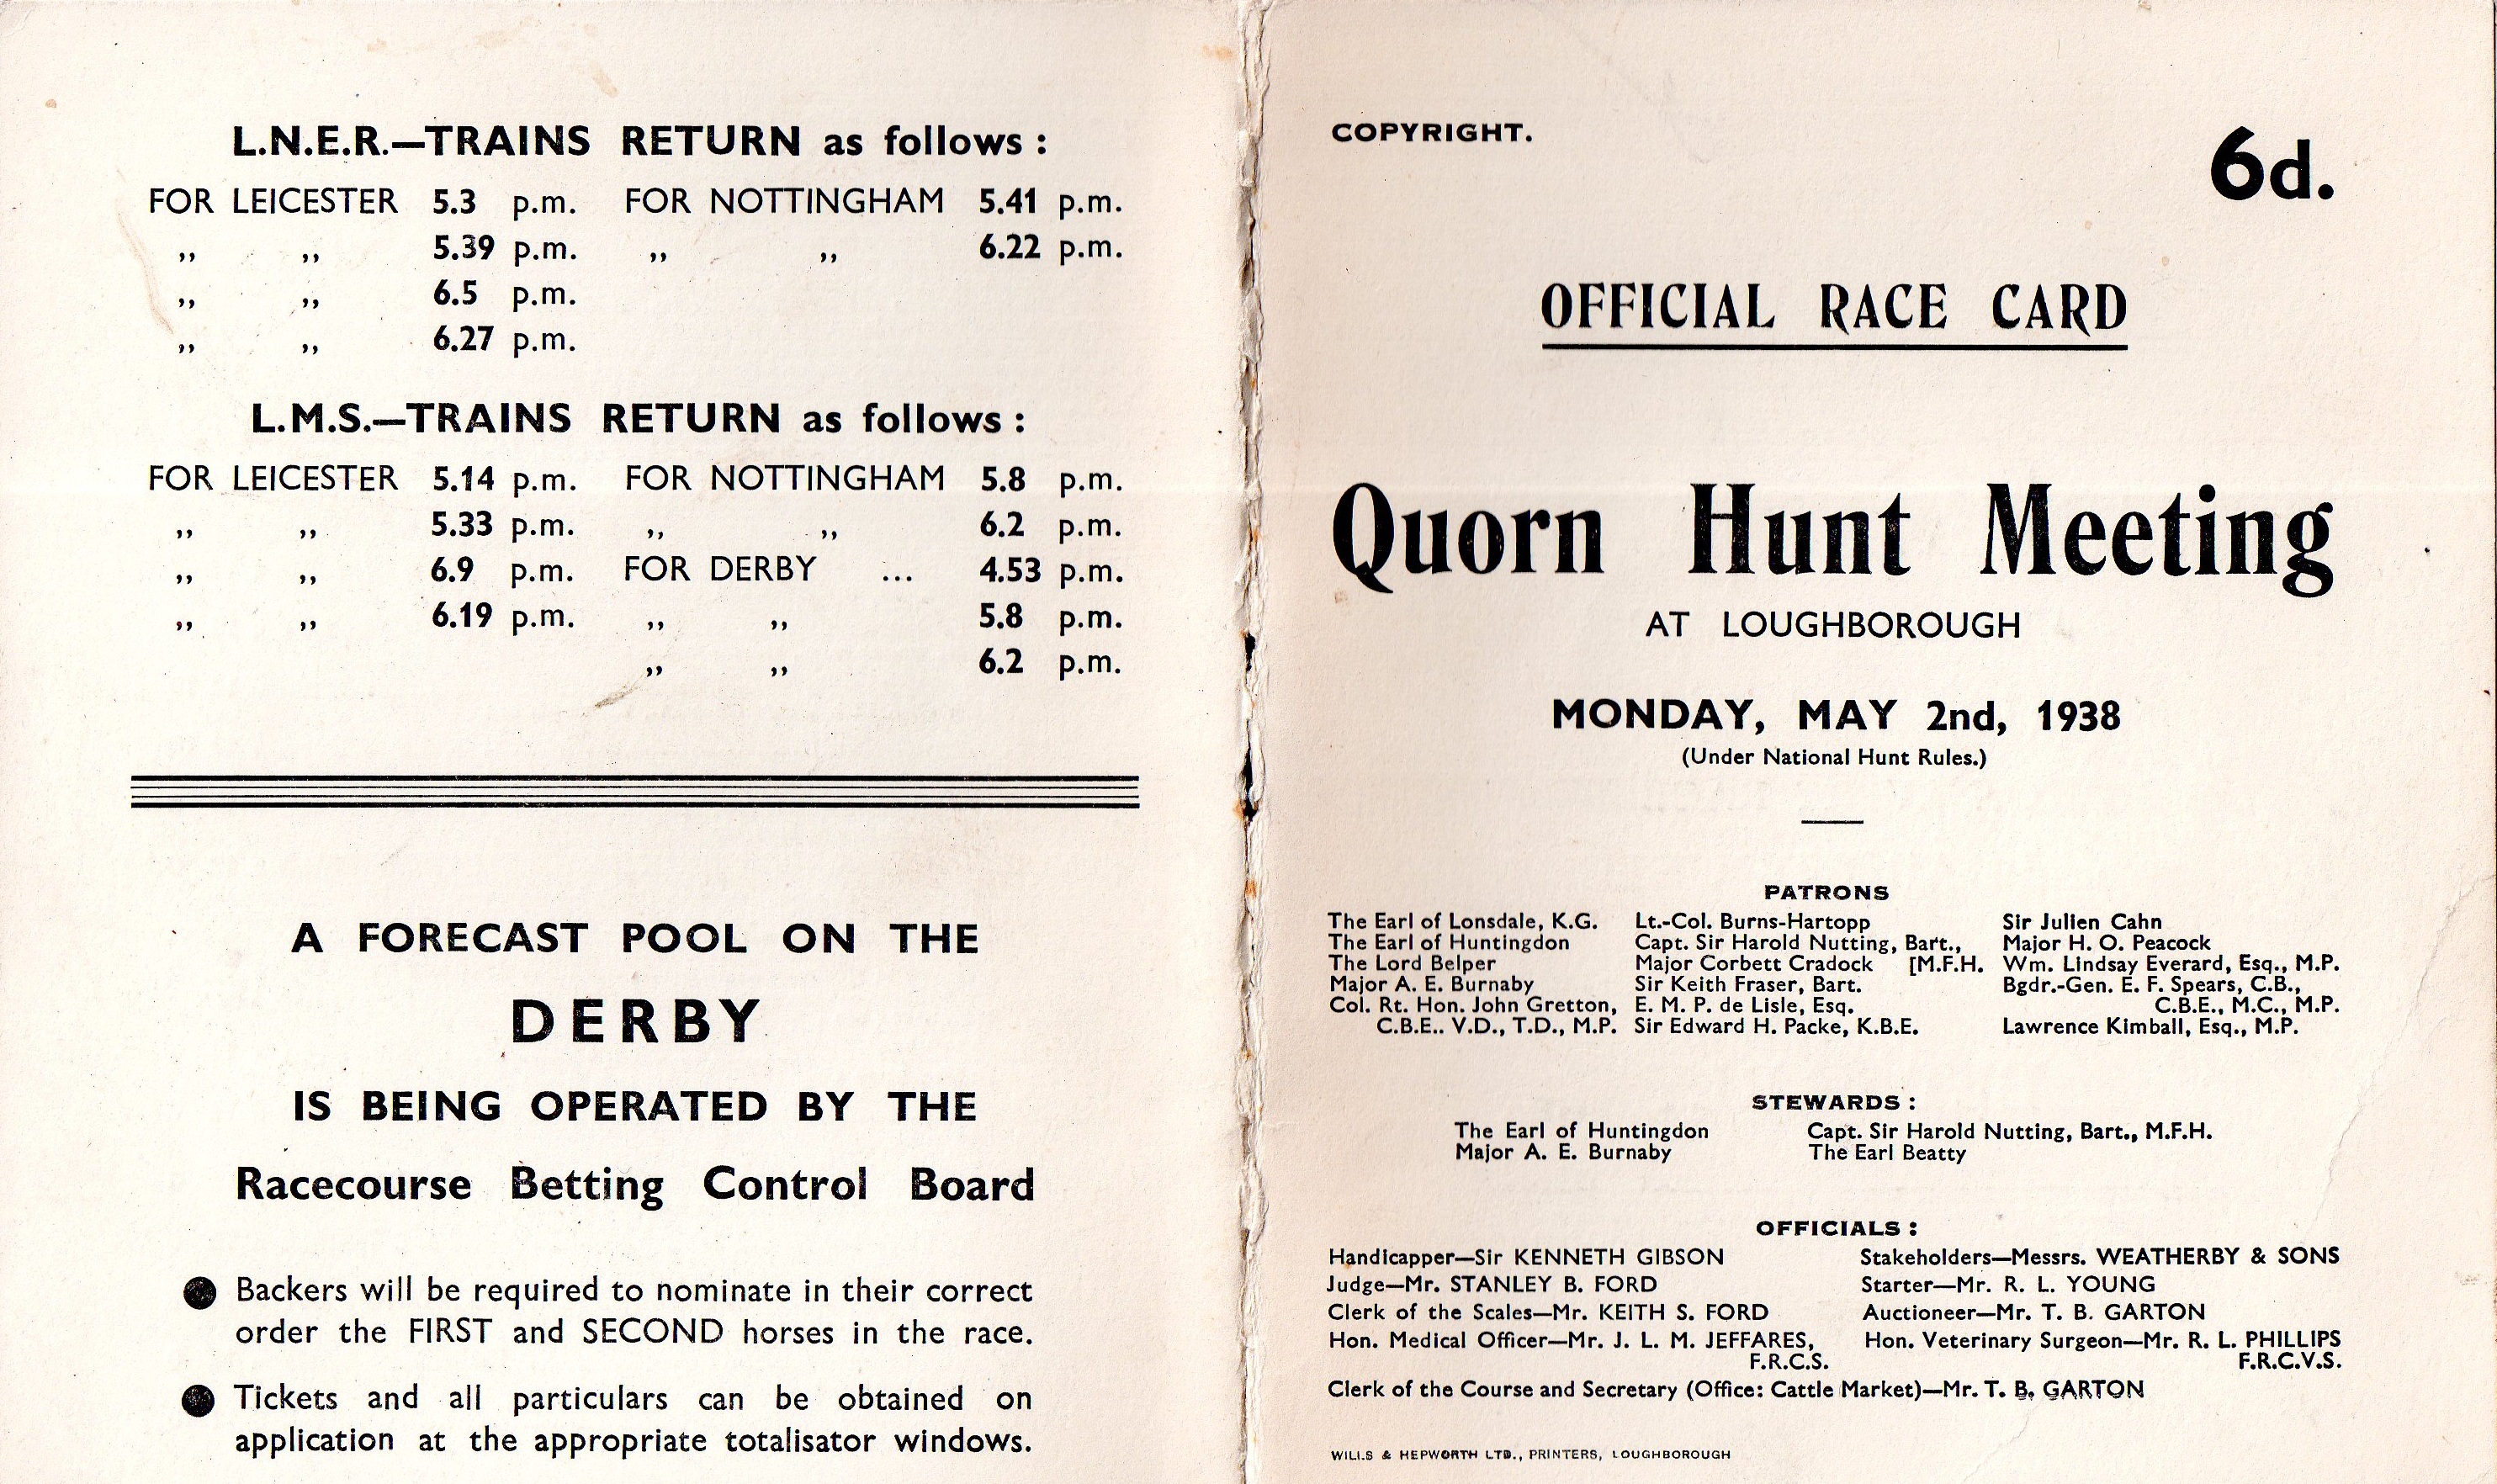 L.N.E.R.—TRAINS RETURN as follows :
FOR LEICESTER 5.3 p.m. FOR NOTTINGHAM 5.41 p.m.
,, ,, 5.39 p.m. ,, ,, 6.22 p.m.
,, ,, 6.5 p.m.
,, ,, 6.27 p.m.
L.M.S.—TRAINS RETURN as follows :
FOR LEICESTER 5.14 p.m. FOR NOTTINGHAM 5.8 p.m.
,, ,, 5.33 p.m. ,, ,, 6.2 p.m.
,, ,, 6.9 p.m. FOR DERBY ... 4.53 p.m.
,, ,, 6.19 p.m. ,, ,, 5.8 p.m.
,, ,, 6.2 p.m.
A FORECAST POOL ON THE
DERBY
IS BEING OPERATED BY THE
Racecourse Betting Control Board
● Backers will be required to nominate in their correct
order the FIRST and SECOND horses in the race.
● Tickets and all particulars can be obtained on
application at the appropriate totalisator windows.
COPYRIGHT.
6d.
OFFICIAL RACE CARD
Quorn Hunt Meeting
AT LOUGHBOROUGH
MONDAY, MAY 2nd, 1938
(Under National Hunt Rules.)
PATRONS
The Earl of Lonsdale, K.G. Lt.-Col. Burns-Hartopp Sir Julien Cahn
The Earl of Huntingdon Capt. Sir Harold Nutting, Bart., Major H. O. Peacock
The Lord Belper Major Corbett Cradock [M.F.H. Wm. Lindsay Everard, Esq., M.P.
Major A. E. Burnaby Sir Keith Fraser, Bart. Bgdr.-Gen. E. F. Spears, C.B.,
Col. Rt. Hon. John Gretton, E. M. P. de Lisle, Esq. C.B.E., M.C., M.P.
C.B.E.. V.D., T.D., M.P. Sir Edward H. Packe, K.B.E. Lawrence Kimball, Esq., M.P.
STEWARDS :
The Earl of Huntingdon Capt. Sir Harold Nutting, Bart., M.F.H.
Major A. E. Burnaby The Earl Beatty
OFFICIALS :
Handicapper—Sir KENNETH GIBSON Stakeholders—Messrs. WEATHERBY & SONS
Judge—Mr. STANLEY B. FORD Starter—Mr. R. L. YOUNG
Clerk of the Scales—Mr. KEITH S. FORD Auctioneer—Mr. T. B. GARTON
Hon. Medical Officer—Mr. J. L. M. JEFFARES, Hon. Veterinary Surgeon—Mr. R. L. PHILLIPS
F.R.C.S. F.R.C.V.S.
Clerk of the Course and Secretary (Office: Cattle Market)—Mr. T. B. GARTON
WILLS & HEPWORTH LTD., PRINTERS, LOUGHBOROUGH